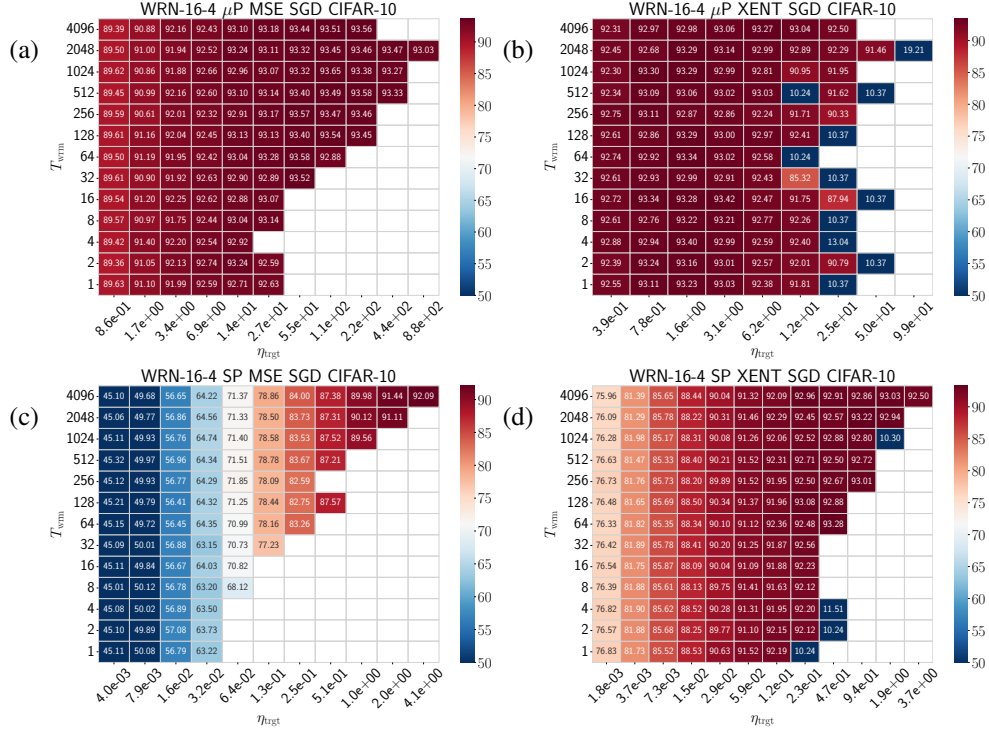 WRN-16-4 μP MSE SGD CIFAR-10
(a)
T_wrm
4096 89.39 90.88 92.16 92.43 93.10 93.18 93.44 93.51 93.56
2048 89.50 91.00 91.94 92.52 92.94 93.11 93.32 93.45 93.46 93.47 93.03
1024 89.62 90.86 91.88 92.66 92.96 93.07 93.32 93.65 93.38 93.27
512 89.45 90.99 92.16 92.60 93.10 93.14 93.40 93.49 93.58 93.33
256 89.59 90.61 92.01 92.32 92.91 93.17 93.57 93.47 93.46
128 89.61 91.16 92.04 92.45 93.13 93.13 93.40 93.54 93.45
64 89.50 91.19 91.95 92.42 93.04 93.28 93.58 92.88
32 89.61 90.90 91.92 92.63 92.90 92.89 93.52
16 89.54 91.20 92.25 92.62 92.88 93.07
8 89.57 90.97 91.75 92.44 93.04 93.14
4 89.42 91.40 92.20 92.54 92.92
2 89.36 91.05 92.13 92.74 93.24 92.59
1 89.63 91.10 91.99 92.59 92.71 92.63
8.6e-01 1.7e+00 3.4e+00 6.9e+00 1.4e+01 2.7e+01 5.5e+01 1.1e+02 2.2e+02 4.4e+02 8.8e+02
η_trgt
90
80
70
60
50
WRN-16-4 μP XENT SGD CIFAR-10
(b)
T_wrm
4096 92.31 92.97 92.98 93.06 93.27 93.04 92.50
2048 92.45 92.68 93.29 93.14 92.99 92.89 92.29 91.46 19.21
1024 92.30 93.30 93.29 92.99 92.81 90.95 91.95
512 92.34 93.09 93.06 93.02 93.03 10.24 91.62 10.37
256 92.75 93.11 92.87 92.86 92.24 91.71 90.33
128 92.61 92.86 93.29 93.00 92.97 92.41 10.37
64 92.74 92.92 93.34 93.02 92.58 10.24
32 92.61 92.93 92.99 93.37 92.46 85.32 10.37
16 92.72 93.34 93.28 93.42 92.47 91.75 87.94 10.37
8 92.61 92.76 93.22 93.21 92.77 92.26 10.37
4 92.88 92.94 93.40 92.99 92.59 92.40 13.04
2 92.39 93.24 93.16 92.93 92.57 92.01 90.79 10.37
1 92.55 93.11 93.23 93.03 92.38 91.81 10.37
3.9e-01 7.8e-01 1.6e+00 3.1e+00 6.2e+00 1.2e+01 2.5e+01 5.0e+01 9.9e+01
η_trgt
90
80
70
60
50
WRN-16-4 SP MSE SGD CIFAR-10
(c)
T_wrm
4096 45.10 49.68 56.65 64.22 71.37 78.86 84.00 87.38 89.98 91.44 92.09
2048 45.06 49.77 56.86 64.56 71.33 78.50 83.73 87.31 90.12 91.11
1024 45.11 49.93 56.76 64.74 71.40 78.58 83.53 87.52 89.56
512 45.32 49.97 56.96 64.34 71.51 78.78 83.67 87.21
256 45.12 49.93 56.77 64.29 71.85 78.09 82.59
128 45.21 49.79 56.41 64.32 71.25 78.44 82.75 87.57
64 45.15 49.72 56.45 64.35 70.99 78.16 83.26
32 45.09 50.01 56.88 63.15 70.73 77.23
16 45.11 49.84 56.67 64.03 70.82
8 45.01 50.12 56.78 63.20 68.12
4 45.08 50.02 56.89 63.50
2 45.10 49.89 57.08 63.73
1 45.11 50.08 56.79 63.22
4.0e-03 7.9e-03 1.6e-02 3.2e-02 6.4e-02 1.3e-01 2.5e-01 5.1e-01 1.0e+00 2.0e+00 4.1e+00
η_trgt
90
85
80
75
70
65
60
55
50
WRN-16-4 SP XENT SGD CIFAR-10
(d)
T_wrm
4096 75.96 81.39 85.65 88.44 90.04 91.32 92.09 92.96 92.91 92.86 93.03 92.50
2048 76.09 81.29 85.17 88.49 90.46 91.26 92.06 92.57 92.96 93.22 92.94
1024 76.28 81.98 85.17 88.31 90.08 91.26 92.06 92.52 92.88 92.80 10.30
512 76.63 81.47 85.33 88.40 90.21 91.52 92.31 92.71 92.50 92.72
256 76.73 81.76 85.23 88.20 89.86 91.35 91.95 92.50 92.67 93.01
128 76.48 81.65 85.69 88.50 90.34 91.37 91.96 93.08 92.88
64 76.33 81.82 85.35 88.34 90.10 91.12 92.36 92.48 93.28
32 76.42 81.89 85.78 88.41 90.20 91.25 91.87 92.56
16 76.54 81.75 85.87 88.09 90.04 91.09 91.88 92.23
8 76.39 81.88 85.61 88.13 89.75 91.41 91.63 92.12
4 76.82 81.90 85.62 88.52 90.28 91.31 91.95 92.20 11.51
2 76.57 81.88 85.68 88.25 89.77 91.10 92.15 92.12 10.24
1 76.83 81.73 85.52 88.53 90.63 91.52 92.19 10.24
1.8e-03 3.7e-03 7.3e-03 1.5e-02 2.9e-02 5.9e-02 1.2e-01 2.3e-01 4.7e-01 9.4e-01 1.9e+00 3.7e+00
η_trgt
90
85
80
75
70
65
60
55
50